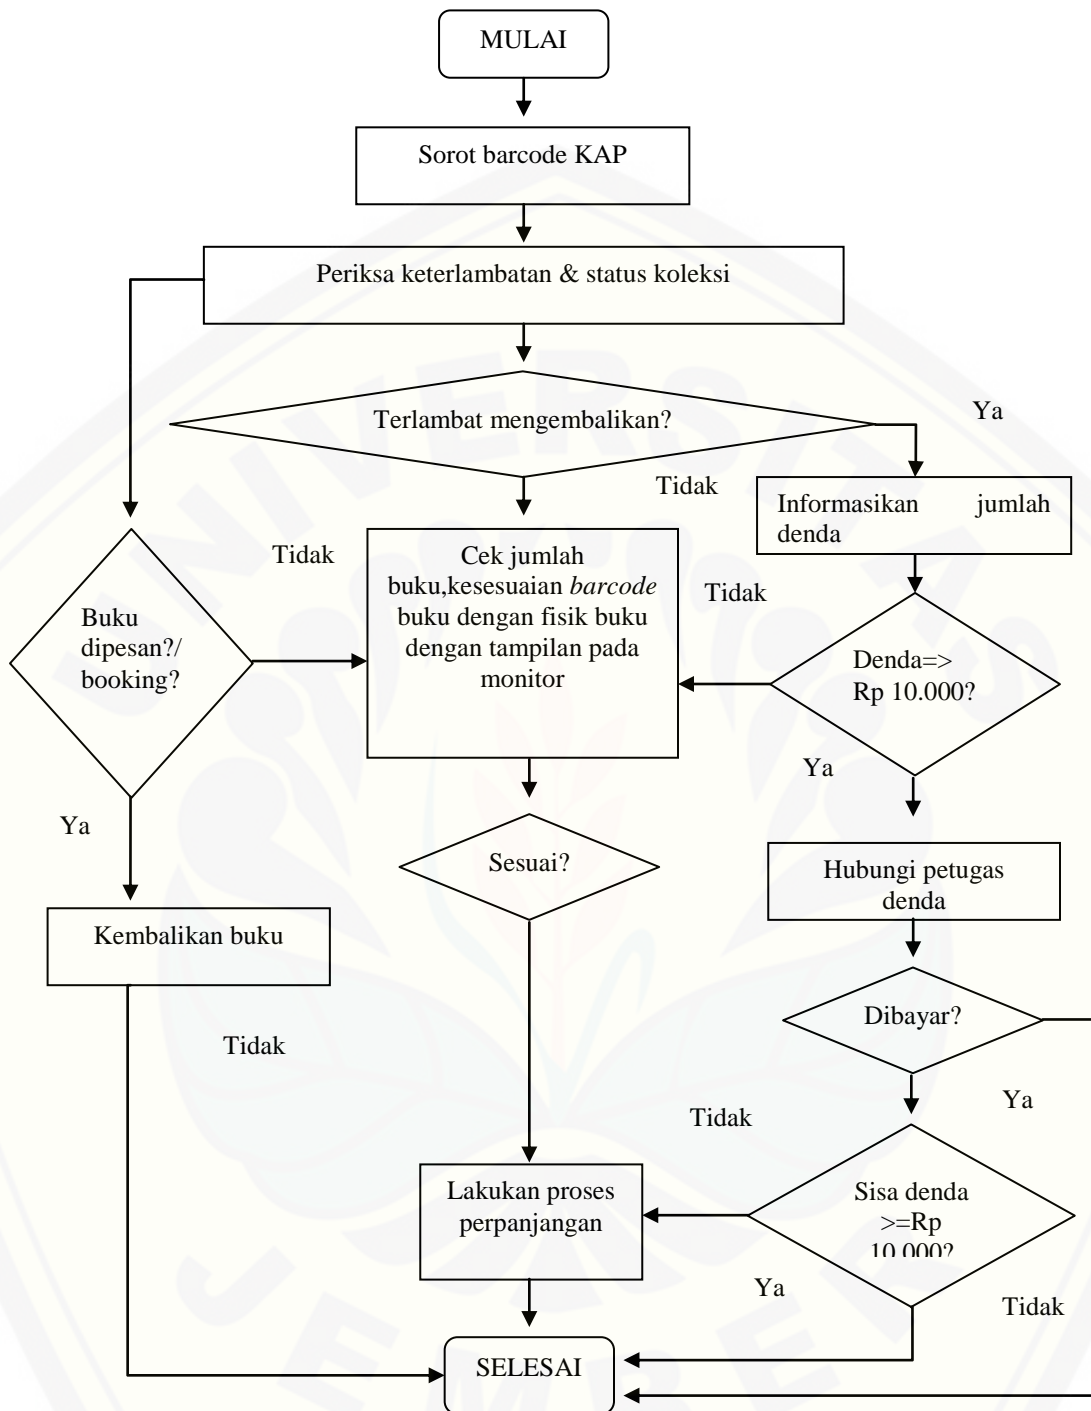 MULAI
Sorot barcode KAP
Periksa keterlambatan & status koleksi
Terlambat mengembalikan?
Ya
Tidak
Informasikan jumlah
denda
Tidak
Cek jumlah
buku,kesesuaian barcode
buku dengan fisik buku
dengan tampilan pada
monitor
Tidak
Buku
dipesan?/
booking?
Denda=>
Rp 10.000?
Ya
Ya
Sesuai?
Hubungi petugas
denda
Kembalikan buku
Dibayar?
Tidak
Ya
Tidak
Lakukan proses
perpanjangan
Sisa denda
>=Rp
10.000?
Ya
Tidak
SELESAI
UNIVERSITAS
JEMBER